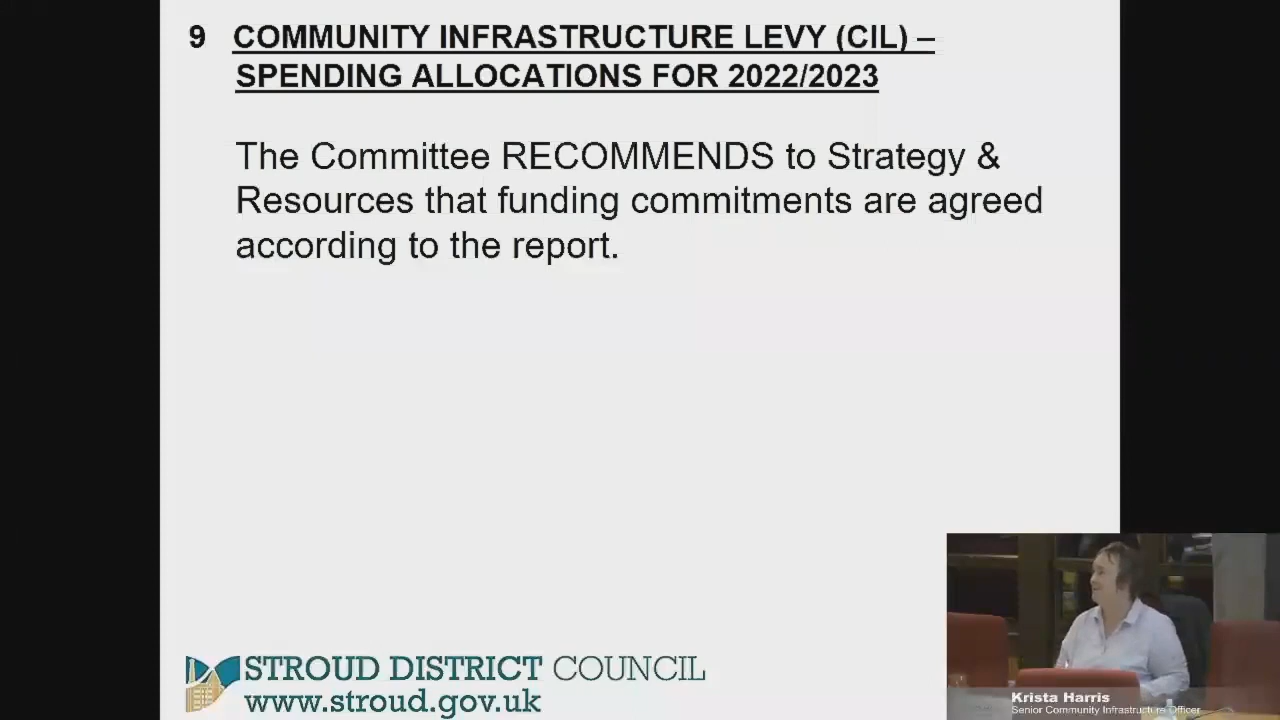 9 COMMUNITY INFRASTRUCTURE LEVY (CIL) –
SPENDING ALLOCATIONS FOR 2022/2023
The Committee RECOMMENDS to Strategy &
Resources that funding commitments are agreed
according to the report.
STROUD DISTRICT COUNCIL
www.stroud.gov.uk
Krista Harris
Senior Community Infrastructure Officer